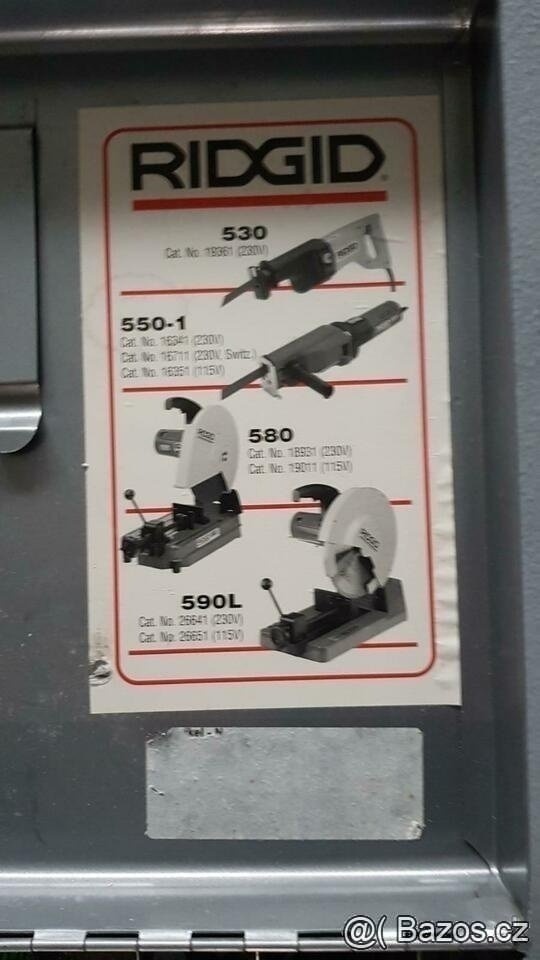 RIDGID
530
Cat. No. 19361 (230V)
550-1
Cat. No. 16341 (230V)
Cat. No. 16711 (230V, Switz.)
Cat. No. 16351 (115V)
580
Cat. No. 18931 (230V)
Cat. No. 19011 (115V)
590L
Cat. No. 26641 (230V)
Cat. No. 26651 (115V)
kel - N
@( Bazos.cz